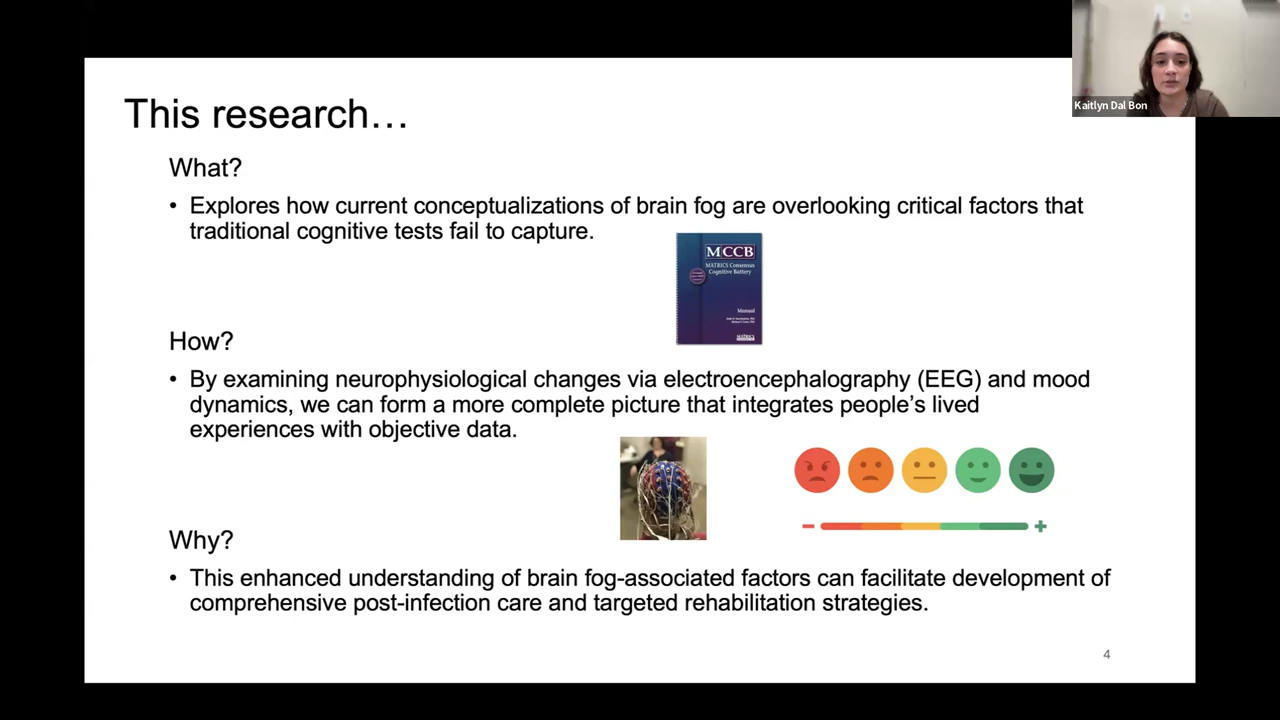 Kaitlyn Dal Bon
This research…
What?
• Explores how current conceptualizations of brain fog are overlooking critical factors that
traditional cognitive tests fail to capture.
MCCB
MATRICS Consensus
Cognitive Battery
Manual
How?
• By examining neurophysiological changes via electroencephalography (EEG) and mood
dynamics, we can form a more complete picture that integrates people’s lived
experiences with objective data.
Why?
• This enhanced understanding of brain fog-associated factors can facilitate development of
comprehensive post-infection care and targeted rehabilitation strategies.
4